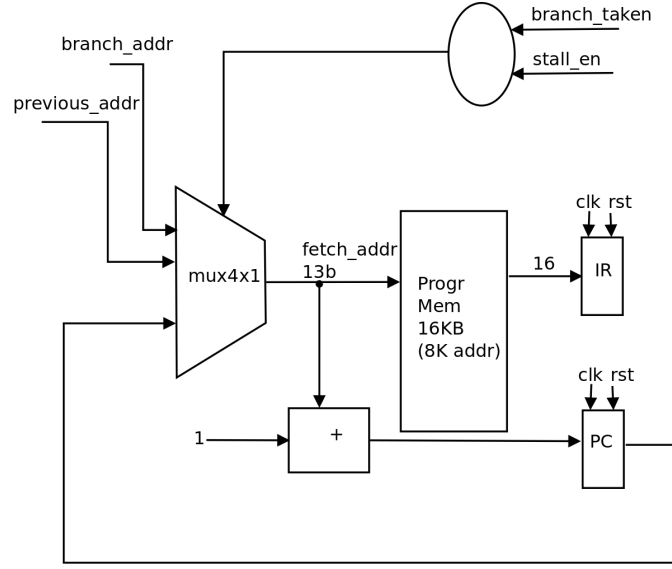 branch_taken
branch_addr
stall_en
previous_addr
clk rst
fetch_addr
13b
mux4x1
16
IR
Progr
Mem
16KB
(8K addr)
clk rst
1
+
PC